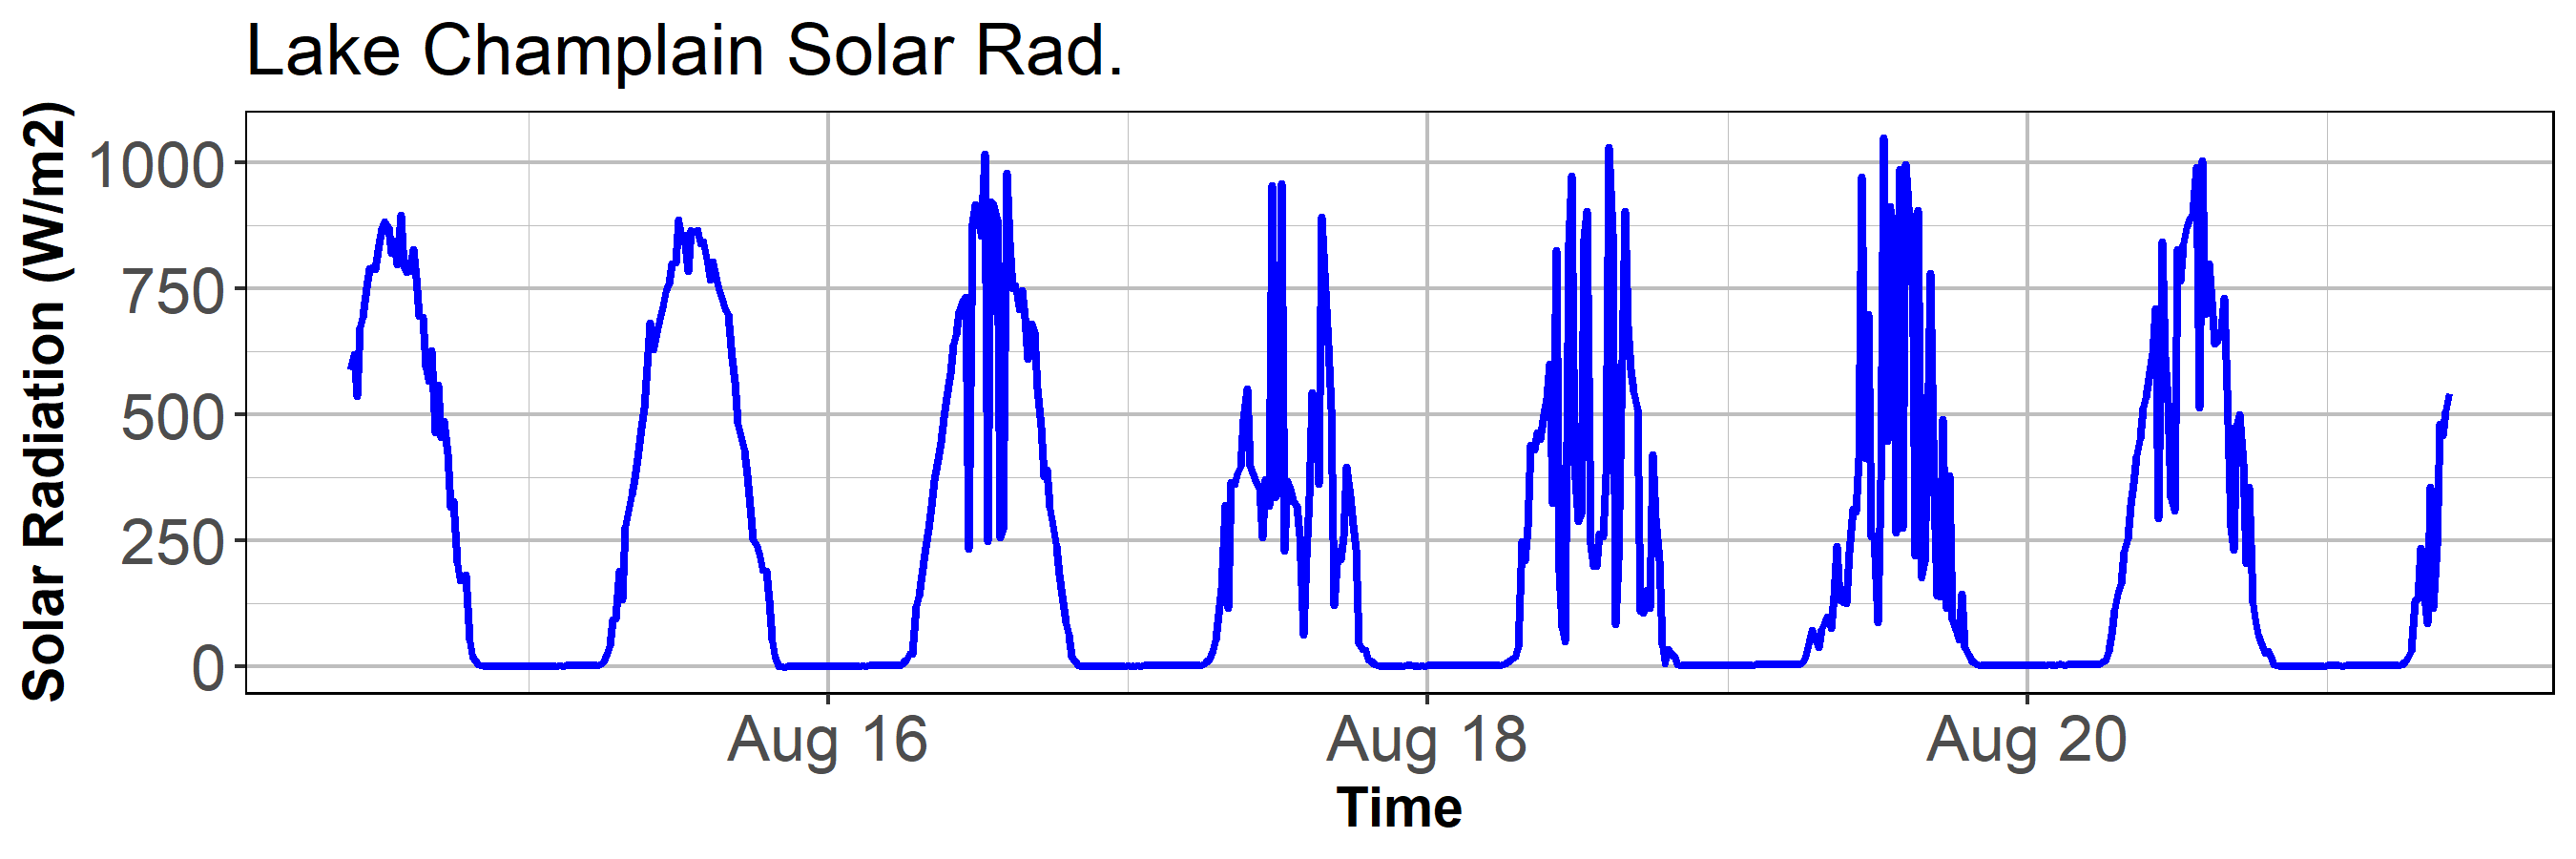 Lake Champlain Solar Rad.
Solar Radiation (W/m2)
1000
750
500
250
0
Aug 16
Aug 18
Aug 20
Time